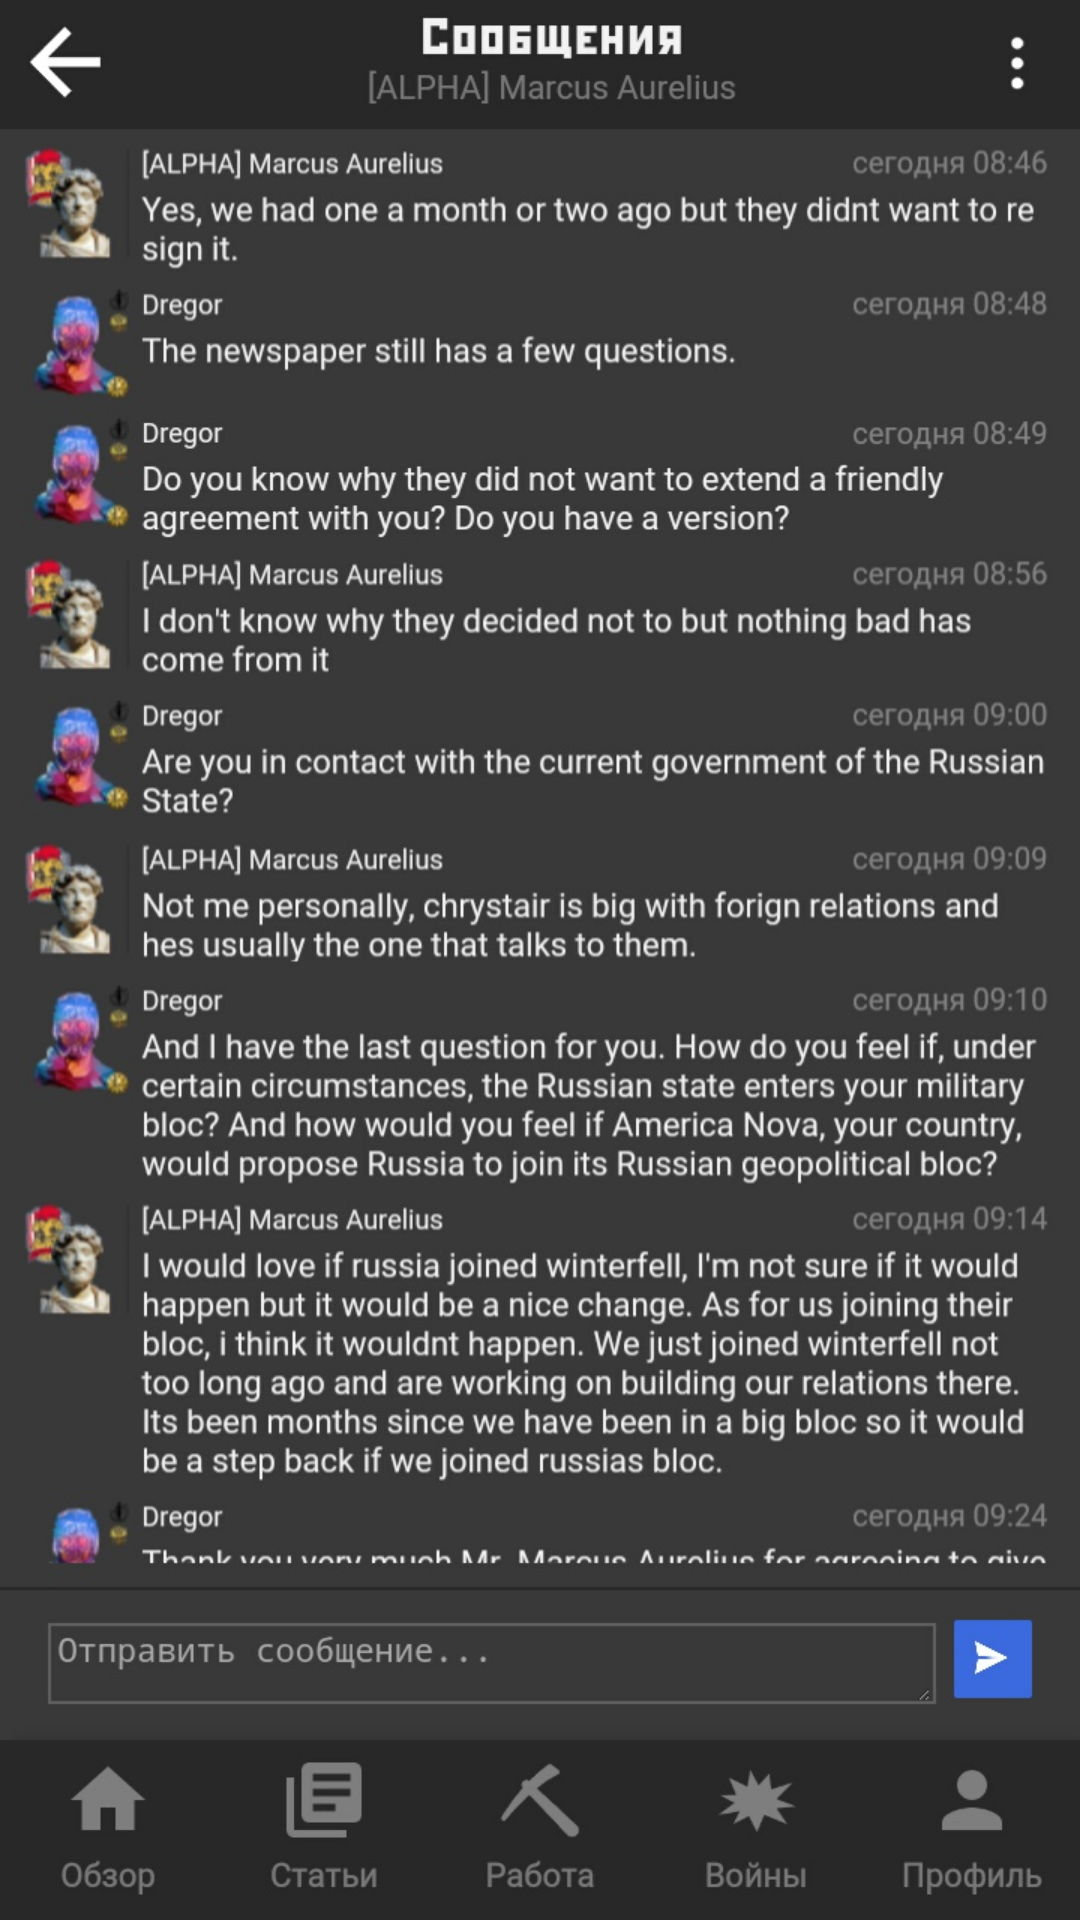 Сообщения
[ALPHA] Marcus Aurelius
[ALPHA] Marcus Aurelius
сегодня 08:46
Yes, we had one a month or two ago but they didnt want to re
sign it.
Dregor
сегодня 08:48
The newspaper still has a few questions.
Dregor
сегодня 08:49
Do you know why they did not want to extend a friendly
agreement with you? Do you have a version?
[ALPHA] Marcus Aurelius
сегодня 08:56
I don't know why they decided not to but nothing bad has
come from it
Dregor
сегодня 09:00
Are you in contact with the current government of the Russian
State?
[ALPHA] Marcus Aurelius
сегодня 09:09
Not me personally, chrystair is big with forign relations and
hes usually the one that talks to them.
Dregor
сегодня 09:10
And I have the last question for you. How do you feel if, under
certain circumstances, the Russian state enters your military
bloc? And how would you feel if America Nova, your country,
would propose Russia to join its Russian geopolitical bloc?
[ALPHA] Marcus Aurelius
сегодня 09:14
I would love if russia joined winterfell, I'm not sure if it would
happen but it would be a nice change. As for us joining their
bloc, i think it wouldnt happen. We just joined winterfell not
too long ago and are working on building our relations there.
Its been months since we have been in a big bloc so it would
be a step back if we joined russias bloc.
Dregor
сегодня 09:24
Thank you very much Mr. Marcus Aurelius for agreeing to give
Отправить сообщение...
Обзор
Статьи
Работа
Войны
Профиль